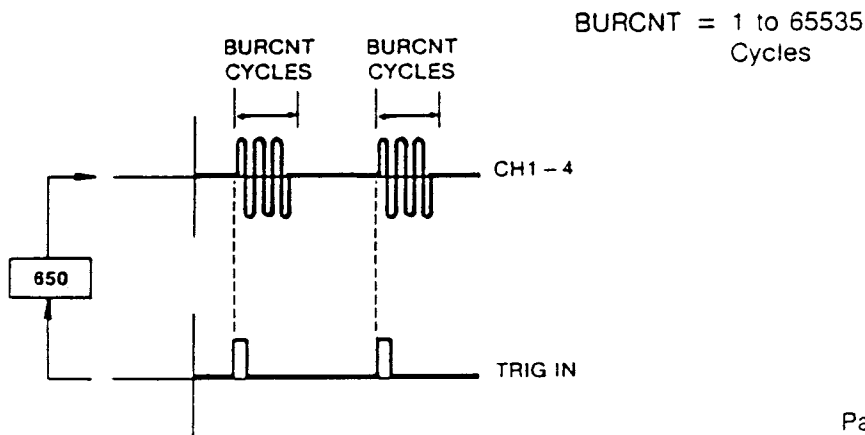 BURCNT = 1 to 65535
Cycles
BURCNT
CYCLES
BURCNT
CYCLES
CH1-4
650
TRIG IN
Pa